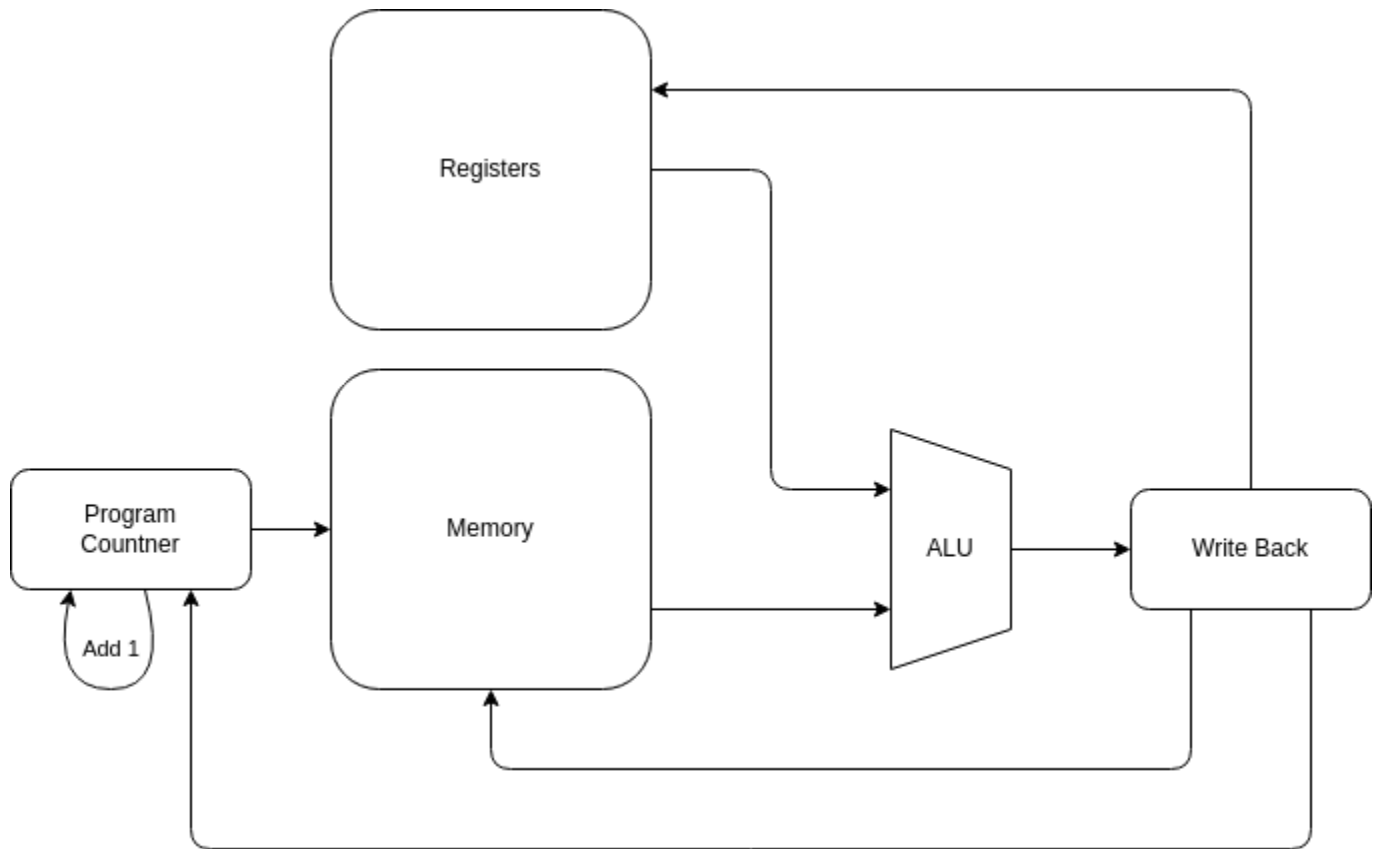 Registers
Program
Countner
Memory
ALU
Write Back
Add 1